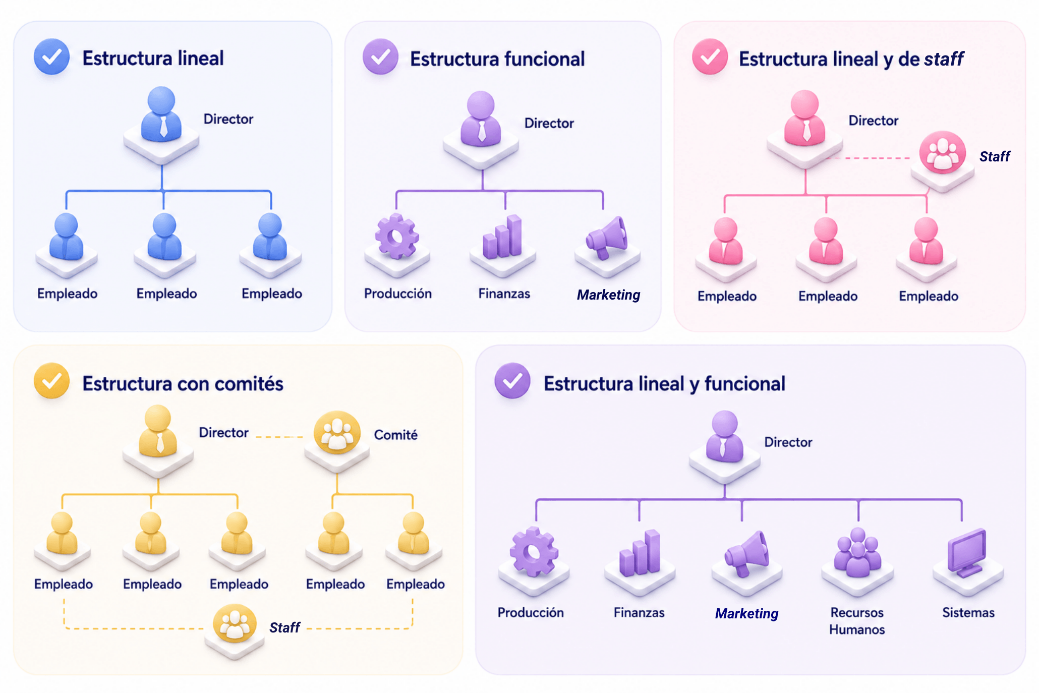 Estructura lineal
Director
Empleado
Empleado
Empleado
Estructura funcional
Director
Producción
Finanzas
Marketing
Estructura lineal y de staff
Director
Staff
Empleado
Empleado
Empleado
Estructura con comités
Director
Comité
Empleado
Empleado
Empleado
Empleado
Empleado
Staff
Estructura lineal y funcional
Director
Producción
Finanzas
Marketing
Recursos
Humanos
Sistemas